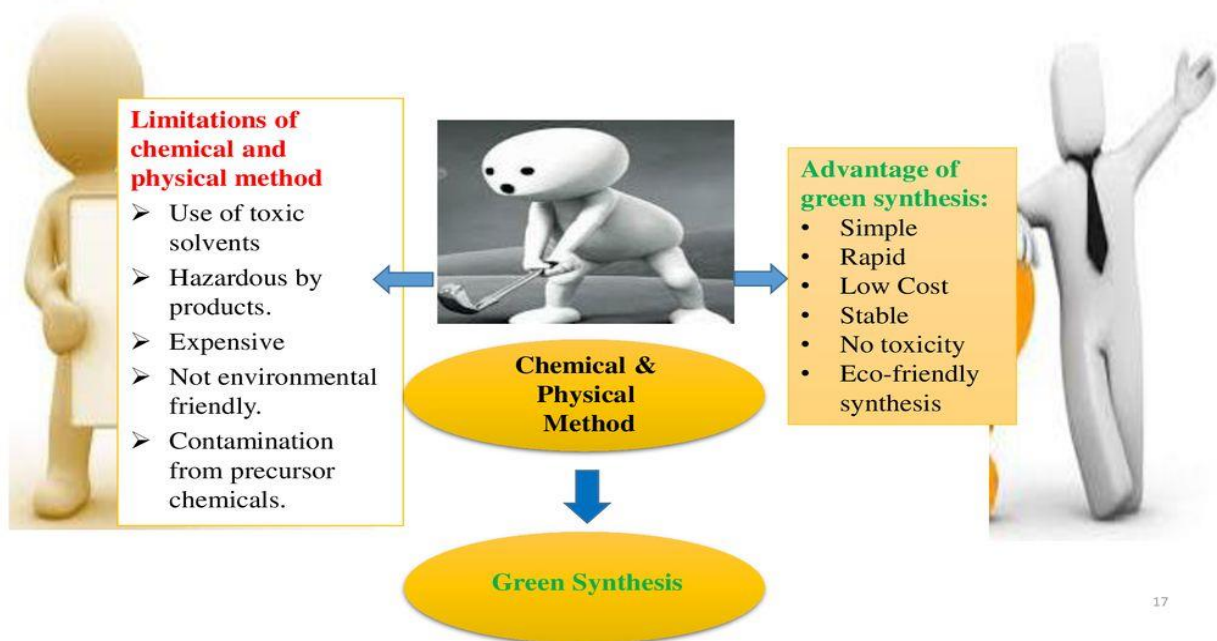 Limitations of
chemical and
physical method
➢ Use of toxic
solvents
➢ Hazardous by
products.
➢ Expensive
➢ Not environmental
friendly.
➢ Contamination
from precursor
chemicals.
Chemical &
Physical
Method
Green Synthesis
Advantage of
green synthesis:
• Simple
• Rapid
• Low Cost
• Stable
• No toxicity
• Eco-friendly
synthesis
17